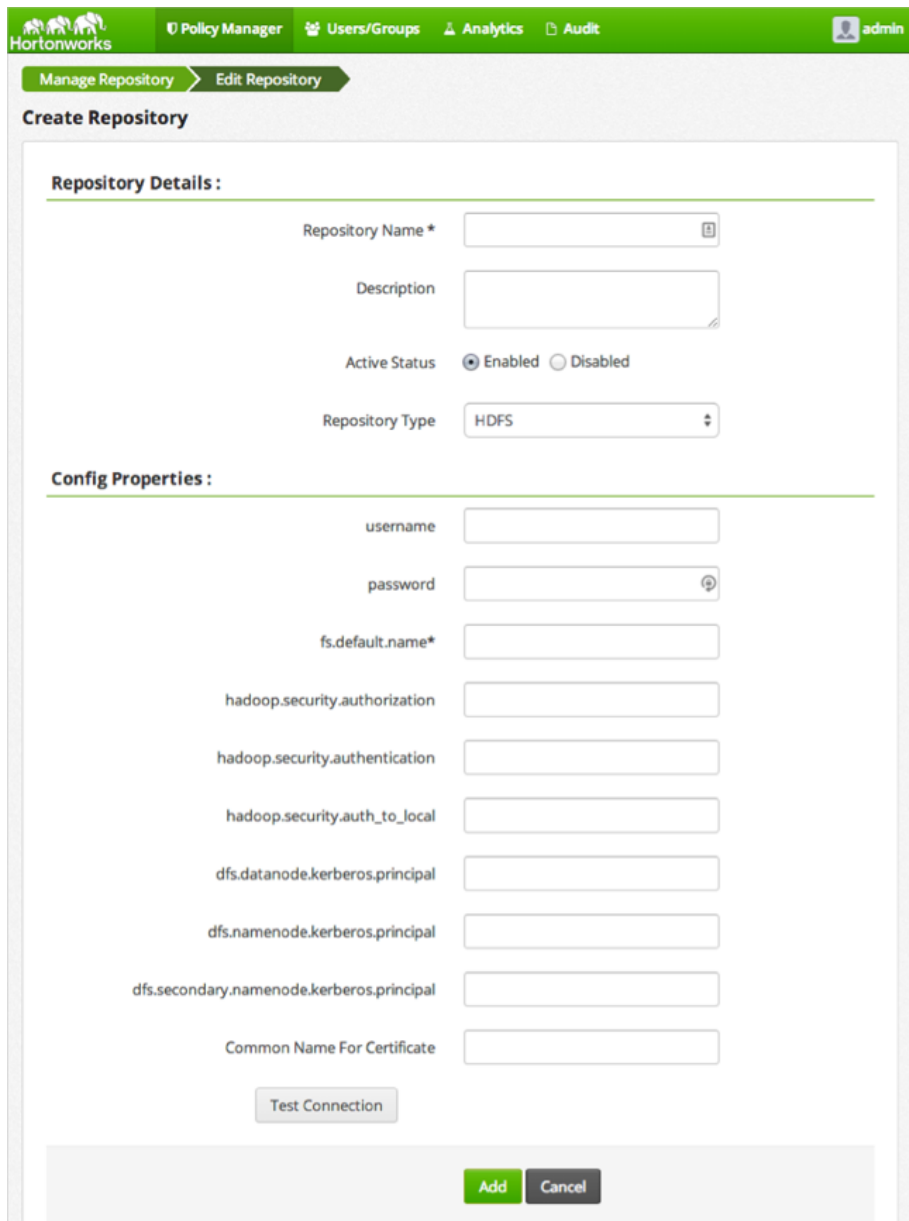 Hortonworks
Policy Manager Users/Groups Analytics Audit admin
Manage Repository Edit Repository
Create Repository
Repository Details :
Repository Name *
Description
Active Status Enabled Disabled
Repository Type HDFS
Config Properties :
username
password
fs.default.name*
hadoop.security.authorization
hadoop.security.authentication
hadoop.security.auth_to_local
dfs.datanode.kerberos.principal
dfs.namenode.kerberos.principal
dfs.secondary.namenode.kerberos.principal
Common Name For Certificate
Test Connection
Add Cancel